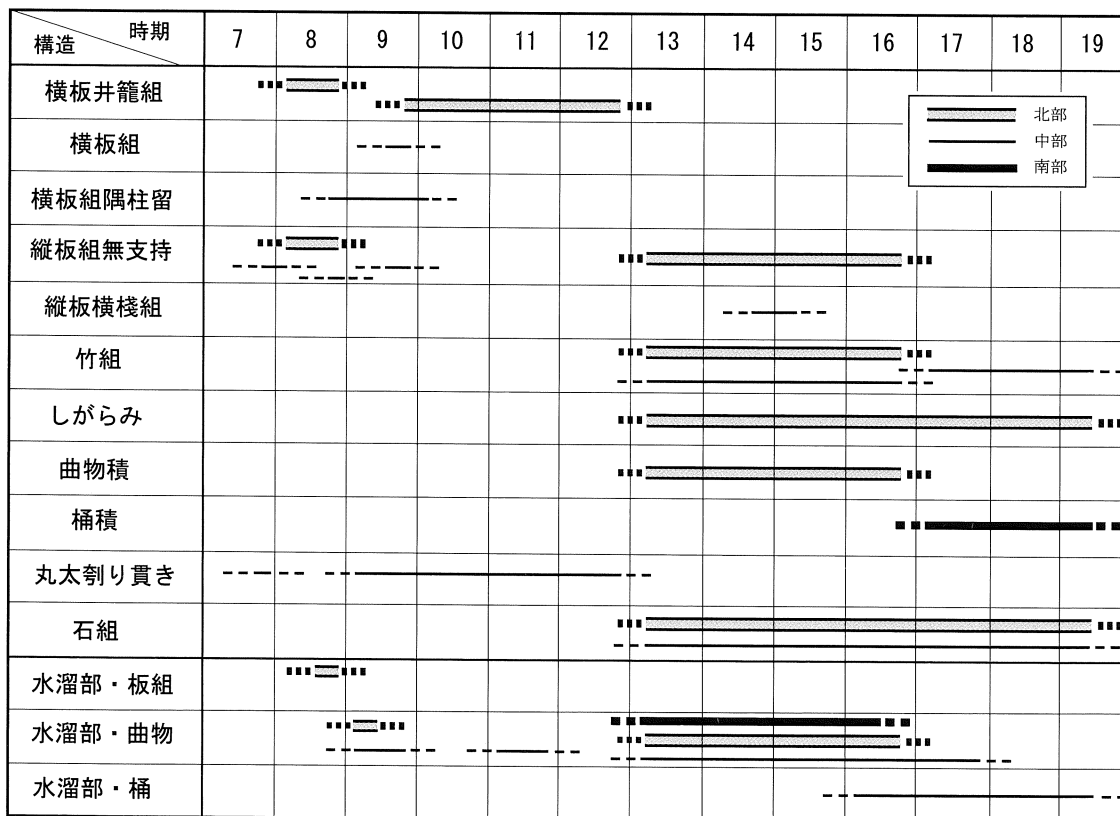 時期
構造
7 8 9 10 11 12 13 14 15 16 17 18 19
横板井籠組
北部
中部
南部
横板組
横板組隅柱留
縦板組無支持
縦板横棧組
竹組
しがらみ
曲物積
桶積
丸太刳り貫き
石組
水溜部・板組
水溜部・曲物
水溜部・桶